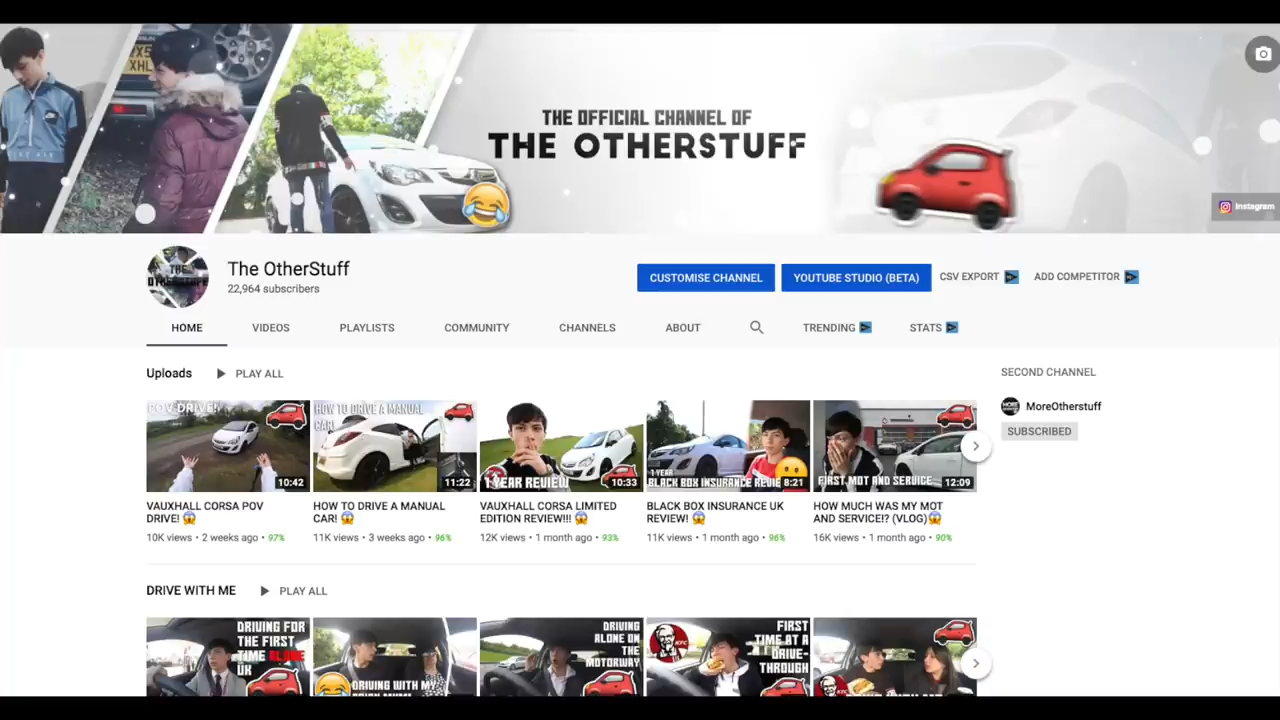 THE OFFICIAL CHANNEL OF
THE OTHERSTUFF
Instagram
The OtherStuff
22,964 subscribers
CUSTOMISE CHANNEL
YOUTUBE STUDIO (BETA)
CSV EXPORT
ADD COMPETITOR
HOME
VIDEOS
PLAYLISTS
COMMUNITY
CHANNELS
ABOUT
TRENDING
STATS
Uploads
PLAY ALL
SECOND CHANNEL
MoreOtherstuff
SUBSCRIBED
POV DRIVE!
10:42
HOW TO DRIVE A MANUAL
CAR!
11:22
1 YEAR REVIEW
10:33
1 YEAR
BLACK BOX INSURANCE REVIE
8:21
FIRST MOT AND SERVICE
12:09
VAUXHALL CORSA POV
DRIVE! 😱
10K views • 2 weeks ago • 97%
HOW TO DRIVE A MANUAL
CAR! 😱
11K views • 3 weeks ago • 96%
VAUXHALL CORSA LIMITED
EDITION REVIEW!!! 😱
12K views • 1 month ago • 93%
BLACK BOX INSURANCE UK
REVIEW! 😱
11K views • 1 month ago • 96%
HOW MUCH WAS MY MOT
AND SERVICE!? (VLOG)😱
16K views • 1 month ago • 90%
DRIVE WITH ME
PLAY ALL
DRIVING FOR
THE FIRST
TIME ALONE
UK
DRIVING WITH MY
DRIVING
ALONE ON
THE
MOTORWAY
KFC
FIRST
TIME AT A
DRIVE-
THROUGH